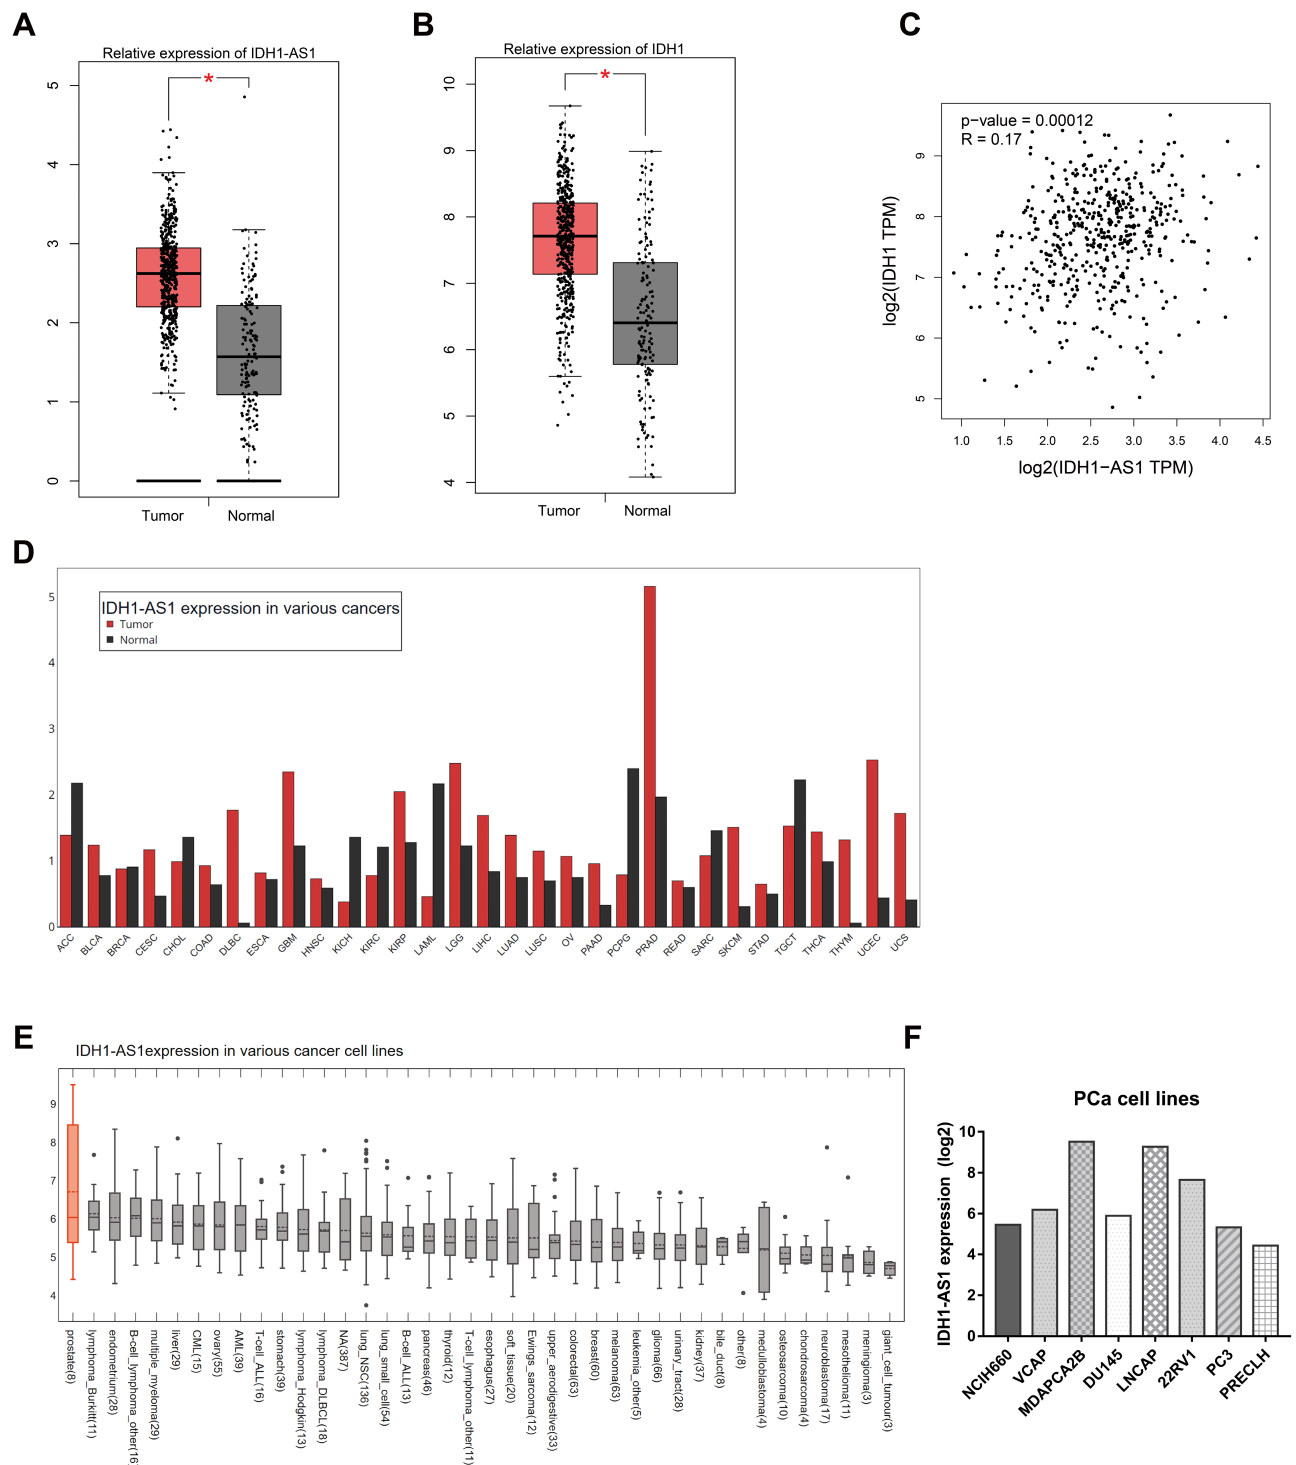 A
Relative expression of IDH1-AS1
*
5
4
3
2
1
0
Tumor Normal
B
Relative expression of IDH1
*
10
9
8
7
6
5
4
Tumor Normal
C
p-value = 0.00012
R = 0.17
log2(IDH1 TPM)
9
8
7
6
5
1.0 1.5 2.0 2.5 3.0 3.5 4.0 4.5
log2(IDH1-AS1 TPM)
D
IDH1-AS1 expression in various cancers
Tumor
Normal
5
4
3
2
1
0
ACC BLCA BRCA CESC CHOL COAD DLBC ESCA GBM HNSC KICH KIRC KIRP LAML LGG LIHC LUAD LUSC OV PAAD PCPG PRAD READ SARC SKCM STAD TGCT THCA THYM UCEC UCS
E
IDH1-AS1expression in various cancer cell lines
9
8
7
6
5
4
prostate(8)
lymphoma_Burkitt(11)
endometrium(28)
B-cell_lymphoma_other(16)
multiple_myeloma(29)
liver(29)
CML(15)
ovary(55)
AML(39)
T-cell_ALL(16)
stomach(39)
lymphoma_Hodgkin(13)
lymphoma_DLBCL(18)
NA(387)
lung_NSC(136)
lung_small_cell(54)
B-cell_ALL(13)
pancreas(46)
thyroid(12)
T-cell_lymphoma_other(11)
esophagus(27)
soft_tissue(20)
Ewings_sarcoma(12)
upper_aerodigestive(33)
colorectal(63)
breast(60)
melanoma(63)
leukemia_other(5)
glioma(66)
urinary_tract(28)
kidney(37)
bile_duct(8)
other(8)
medulloblastoma(4)
osteosarcoma(10)
chondrosarcoma(4)
neuroblastoma(17)
mesothelioma(11)
meningioma(3)
giant_cell_tumour(3)
F
PCa cell lines
IDH1-AS1 expression (log2)
10
8
6
4
2
0
NCIH660
VCAP
MDAPCA2B
DU145
LNCAP
22RV1
PC3
PRECLH